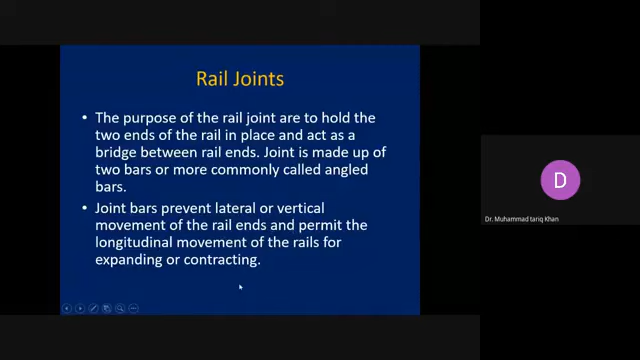 Rail Joints
• The purpose of the rail joint are to hold the
two ends of the rail in place and act as a
bridge between rail ends. Joint is made up of
two bars or more commonly called angled
bars.
• Joint bars prevent lateral or vertical
movement of the rail ends and permit the
longitudinal movement of the rails for
expanding or contracting.
D
Dr. Muhammad tariq Khan